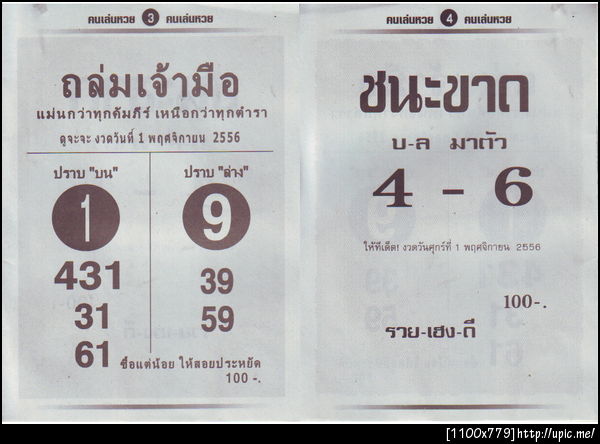 คนเล่นหวย 3 คนเล่นหวย
ถล่มเจ้ามือ
แม่นกว่าทุกคัมภีร์ เหนือกว่าทุกตำรา
ดูจะจะ งวดวันที่ 1 พฤศจิกายน 2556
ปราบ "บน"
1
431
31
61
ปราบ "ล่าง"
9
39
59
ซื้อแต่น้อย ให้สอยประหยัด
100 -.
คนเล่นหวย 4 คนเล่นหวย
ชนะขาด
บ-ล มาตัว
4 - 6
ให้ทีเด็ด! งวดวันศุกร์ที่ 1 พฤศจิกายน 2556
100-.
รวย-เฮง-ดี
[1100x779]http://upic.me/